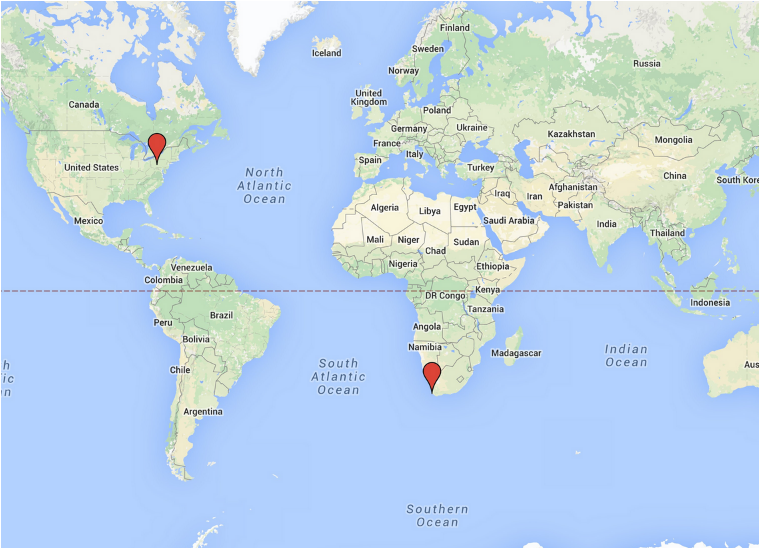 Finland
Iceland
Sweden
Russia
Norway
Canada
United
Kingdom
Poland
Germany
Ukraine
Kazakhstan
Mongolia
France
Italy
United States
Spain
Turkey
North
Atlantic
Ocean
China
South Kore
Afghanistan
Iraq
Iran
Pakistan
Algeria
Libya
Egypt
Mexico
Saudi Arabia
India
Thailand
Mali
Niger
Sudan
Chad
Venezuela
Nigeria
Ethiopia
Colombia
Kenya
DR Congo
Indonesia
Tanzania
Peru
Brazil
Angola
Bolivia
Namibia
Madagascar
Indian
Ocean
Chile
South
Atlantic
Ocean
h
ic
n
Aus
Argentina
Southern
Ocean